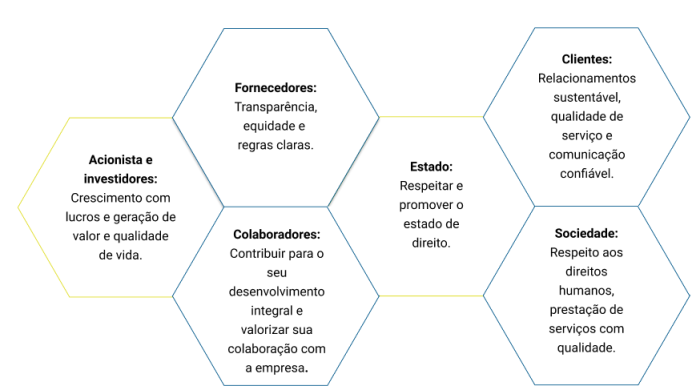 Acionista e
investidores:
Crescimento com
lucros e geração de
valor e qualidade
de vida.
Fornecedores:
Transparência,
equidade e
regras claras.
Colaboradores:
Contribuir para o
seu
desenvolvimento
integral e
valorizar sua
colaboração com
a empresa.
Estado:
Respeitar e
promover o
estado de
direito.
Clientes:
Relacionamentos
sustentável,
qualidade de
serviço e
comunicação
confiável.
Sociedade:
Respeito aos
direitos
humanos,
prestação de
serviços com
qualidade.